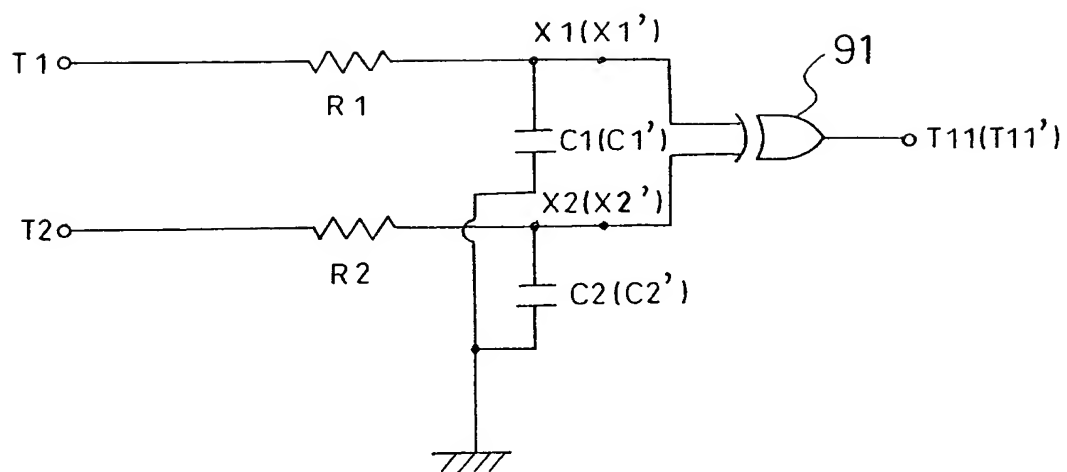 X1(X1')
91
T1
R1
C1(C1')
T11(T11')
X2(X2')
T2
R2
C2(C2')